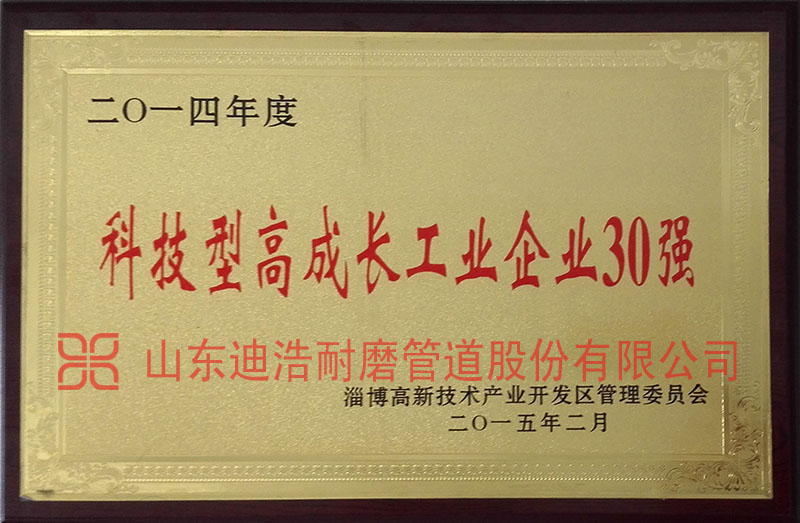 二〇一四年度
科技型高成长工业企业30强
山东迪浩耐磨管道股份有限公司
淄博高新技术产业开发区管理委员会
二〇一五年二月